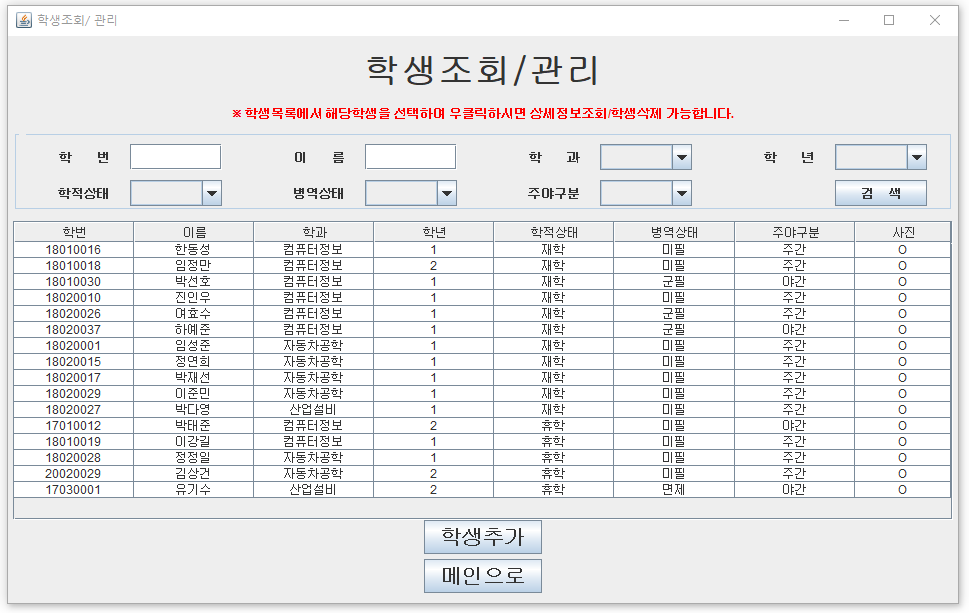 학생조회/ 관리
학생조회/관리
※ 학생목록에서 해당학생을 선택하여 우클릭하시면 상세정보조회/학생삭제 가능합니다.
학 번 이 름 학 과 학 년
학적상태 병역상태 주야구분 검 색
학번 이름 학과 학년 학적상태 병역상태 주야구분 사진
18010016 한동성 컴퓨터정보 1 재학 미필 주간 O
18010018 임정만 컴퓨터정보 2 재학 미필 주간 O
18010030 박선호 컴퓨터정보 1 재학 군필 야간 O
18020010 진인우 컴퓨터정보 1 재학 미필 주간 O
18020026 여효수 컴퓨터정보 1 재학 군필 주간 O
18020037 하예준 컴퓨터정보 1 재학 군필 야간 O
18020001 임성준 자동차공학 1 재학 미필 주간 O
18020015 정연희 자동차공학 1 재학 미필 주간 O
18020017 박재선 자동차공학 1 재학 미필 주간 O
18020029 이준민 자동차공학 1 재학 미필 주간 O
18020027 박다영 산업설비 1 재학 미필 주간 O
17010012 박태준 컴퓨터정보 2 휴학 미필 야간 O
18010019 이강길 컴퓨터정보 1 휴학 미필 주간 O
18020028 정정일 자동차공학 1 휴학 미필 주간 O
20020029 김상건 자동차공학 2 휴학 미필 주간 O
17030001 유기수 산업설비 2 휴학 면제 야간 O
학생추가
메인으로